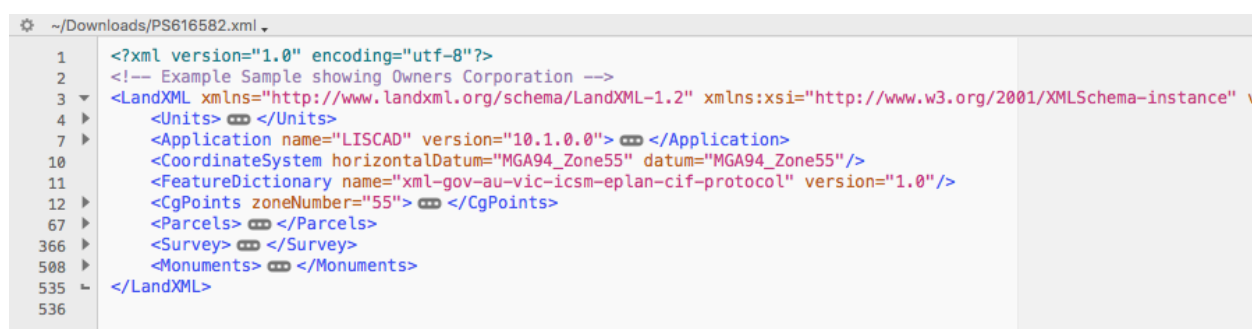 ~/Downloads/PS616582.xml
1 <?xml version="1.0" encoding="utf-8"?>
2 <!-- Example Sample showing Owners Corporation -->
3 <LandXML xmlns="http://www.landxml.org/schema/LandXML-1.2" xmlns:xsi="http://www.w3.org/2001/XMLSchema-instance" v
4 <Units> ••• </Units>
7 <Application name="LISCAD" version="10.1.0.0"> ••• </Application>
10 <CoordinateSystem horizontalDatum="MGA94_Zone55" datum="MGA94_Zone55"/>
11 <FeatureDictionary name="xml-gov-au-vic-icsm-eplan-cif-protocol" version="1.0"/>
12 <CgPoints zoneNumber="55"> ••• </CgPoints>
67 <Parcels> ••• </Parcels>
366 <Survey> ••• </Survey>
508 <Monuments> ••• </Monuments>
535 </LandXML>
536